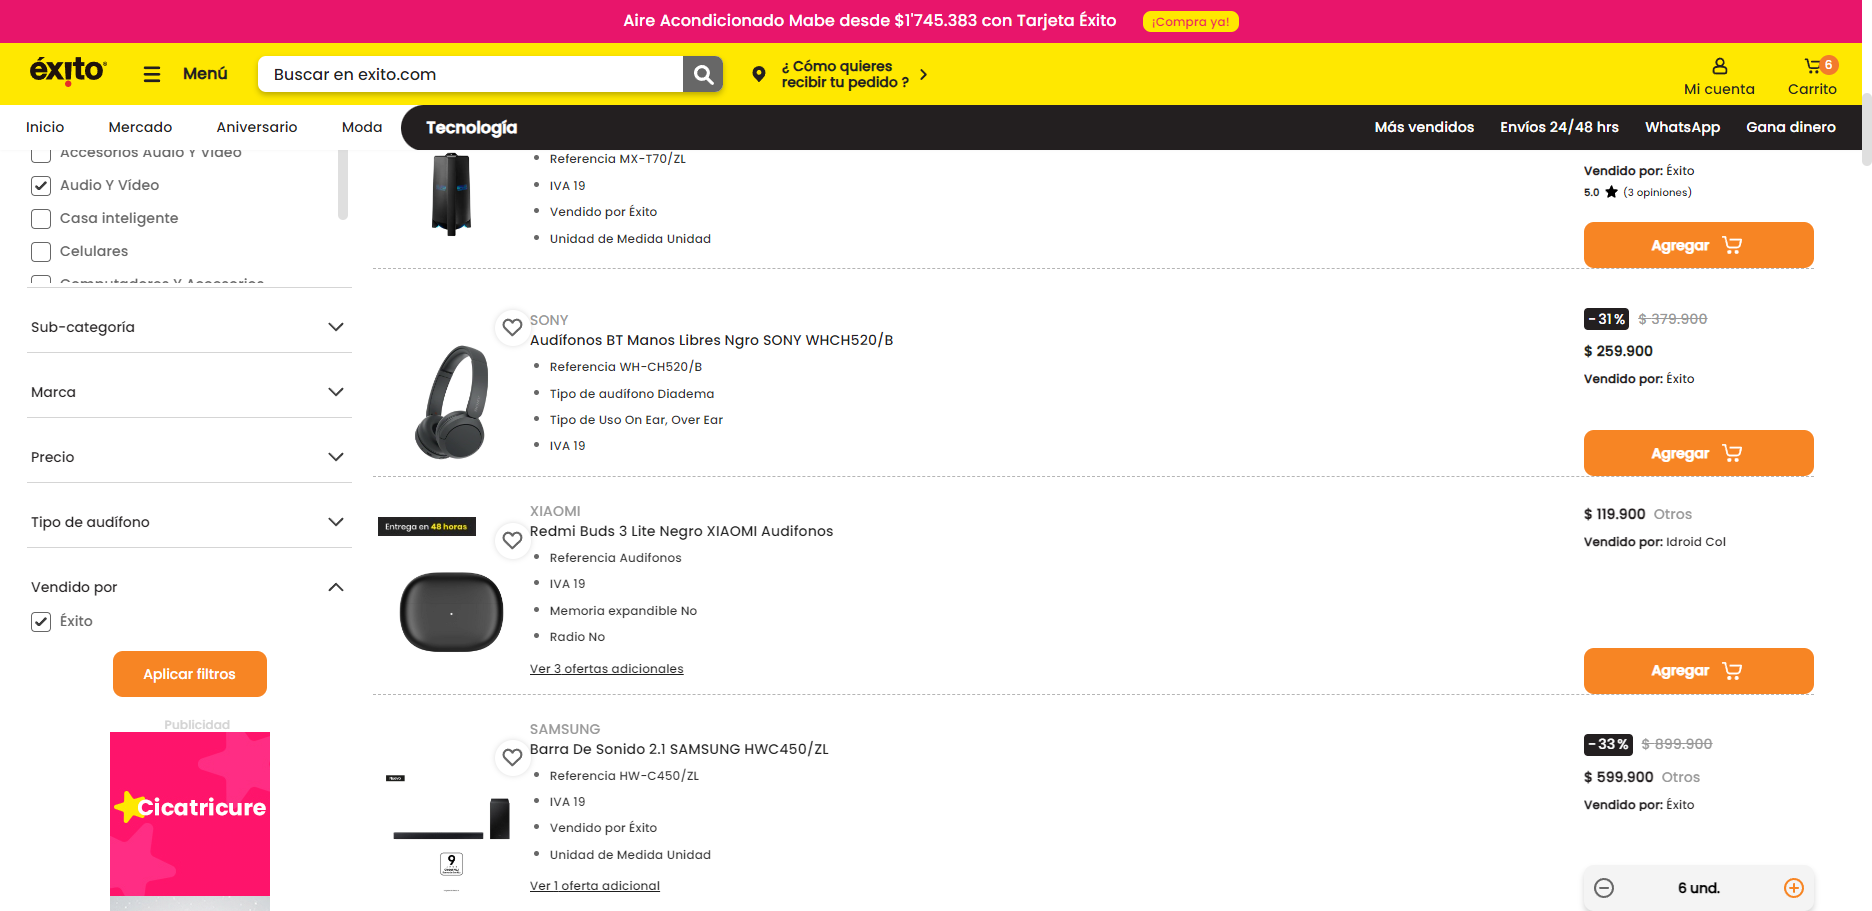 Aire Acondicionado Mabe desde $1'745.383 con Tarjeta Éxito
¡Compra ya!
éxito
Menú
Buscar en exito.com
¿ Cómo quieres
recibir tu pedido ?
Mi cuenta
6
Carrito
Inicio
Mercado
Aniversario
Moda
Tecnología
Más vendidos
Envíos 24/48 hrs
WhatsApp
Gana dinero
Accesorios Audio Y Video
Audio Y Vídeo
Casa inteligente
Celulares
Computadores Y Accesorios
Sub-categoría
Marca
Precio
Tipo de audífono
Vendido por
Éxito
Aplicar filtros
Publicidad
Cicatricure
Referencia MX-T70/ZL
IVA 19
Vendido por Éxito
Unidad de Medida Unidad
Vendido por: Éxito
5.0 (3 opiniones)
Agregar
SONY
Audífonos BT Manos Libres Ngro SONY WHCH520/B
Referencia WH-CH520/B
Tipo de audífono Diadema
Tipo de Uso On Ear, Over Ear
IVA 19
-31% $ 379.900
$ 259.900
Vendido por: Éxito
Agregar
Entrega en 48 horas
XIAOMI
Redmi Buds 3 Lite Negro XIAOMI Audifonos
Referencia Audifonos
IVA 19
Memoria expandible No
Radio No
Ver 3 ofertas adicionales
$ 119.900 Otros
Vendido por: Idroid Col
Agregar
SAMSUNG
Barra De Sonido 2.1 SAMSUNG HWC450/ZL
Referencia HW-C450/ZL
IVA 19
Vendido por Éxito
Unidad de Medida Unidad
Ver 1 oferta adicional
Nuevo
9
-33% $ 899.900
$ 599.900 Otros
Vendido por: Éxito
6 und.